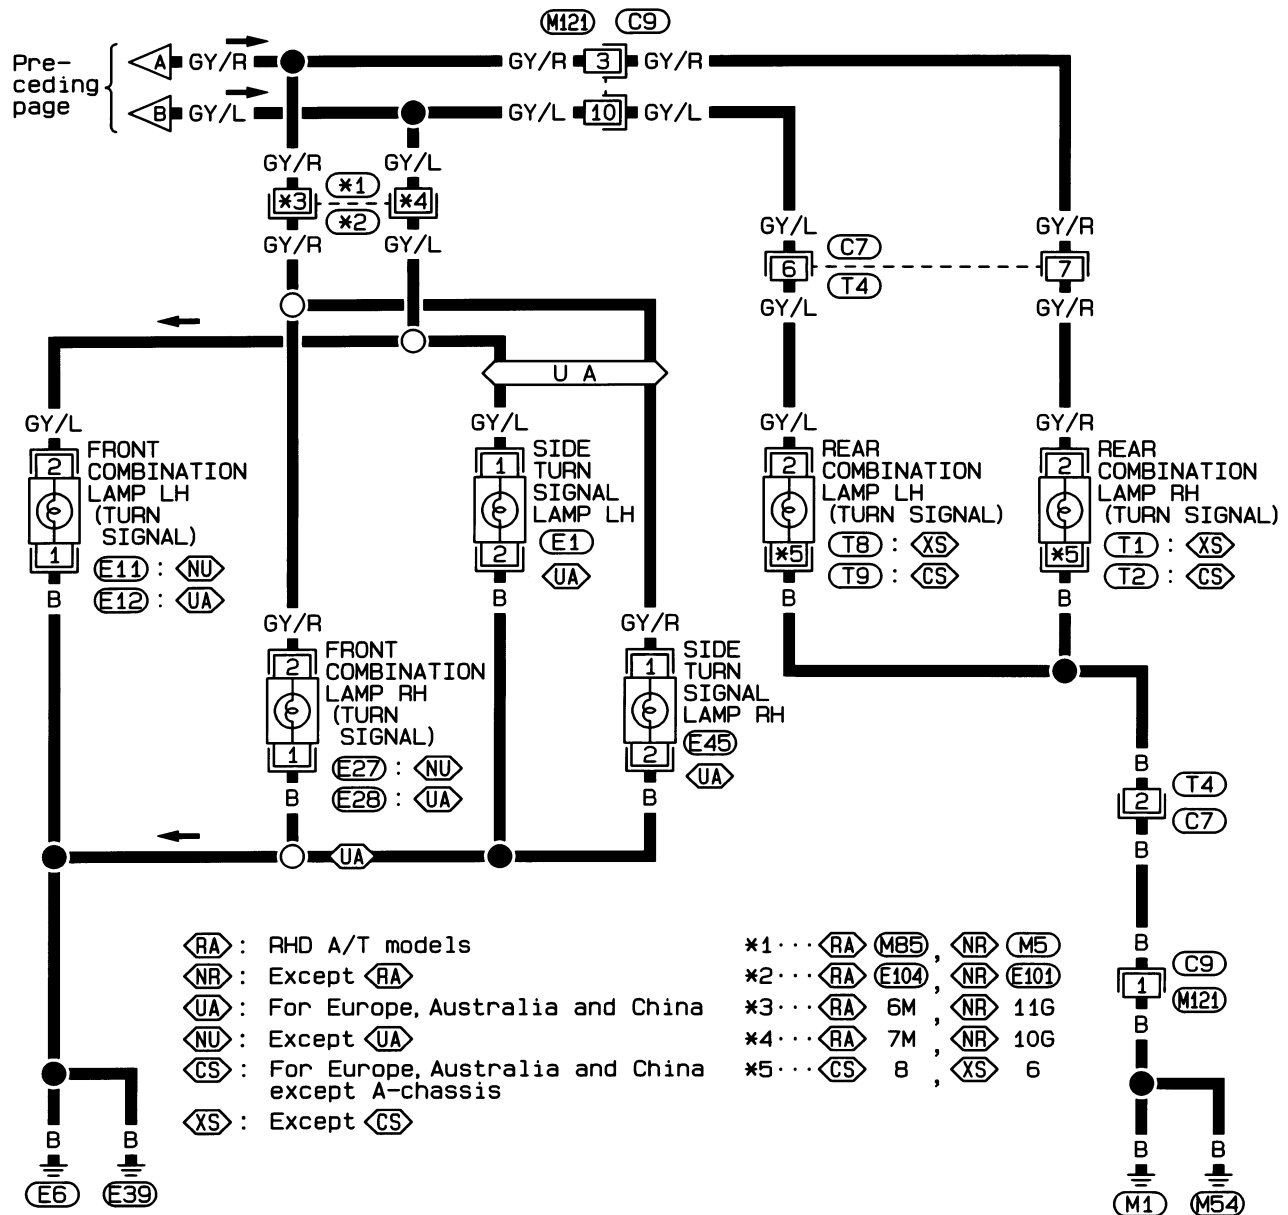 M121 C9
Pre-
ceding
page
A GY/R GY/R 3 GY/R
B GY/L GY/L 10 GY/L
GY/R GY/L
*3 *1 *4
*2
GY/R GY/L
GY/L GY/R
6 C7 7
T4
GY/L GY/R
U A
GY/L GY/L GY/L GY/R
2 FRONT
COMBINATION
LAMP LH
(TURN
SIGNAL)
1
E11 : NU
E12 : UA
B
1 SIDE
TURN
SIGNAL
LAMP LH
2 E1
UA
B
2 REAR
COMBINATION
LAMP LH
(TURN SIGNAL)
*5 T8 : XS
T9 : CS
B
2 REAR
COMBINATION
LAMP RH
(TURN SIGNAL)
*5 T1 : XS
T2 : CS
B
GY/R
2 FRONT
COMBINATION
LAMP RH
(TURN
SIGNAL)
1
E27 : NU
E28 : UA
B
GY/R
1 SIDE
TURN
SIGNAL
LAMP RH
2 E45
UA
B
UA
B
2 T4
C7
B
B
1 C9
M121
B
RA : RHD A/T models
NR : Except RA
UA : For Europe, Australia and China
NU : Except UA
CS : For Europe, Australia and China
except A-chassis
XS : Except CS
*1··· RA M85 , NR M5
*2··· RA E104 , NR E101
*3··· RA 6M , NR 11G
*4··· RA 7M , NR 10G
*5··· CS 8 , XS 6
B B B B
E6 E39 M1 M54